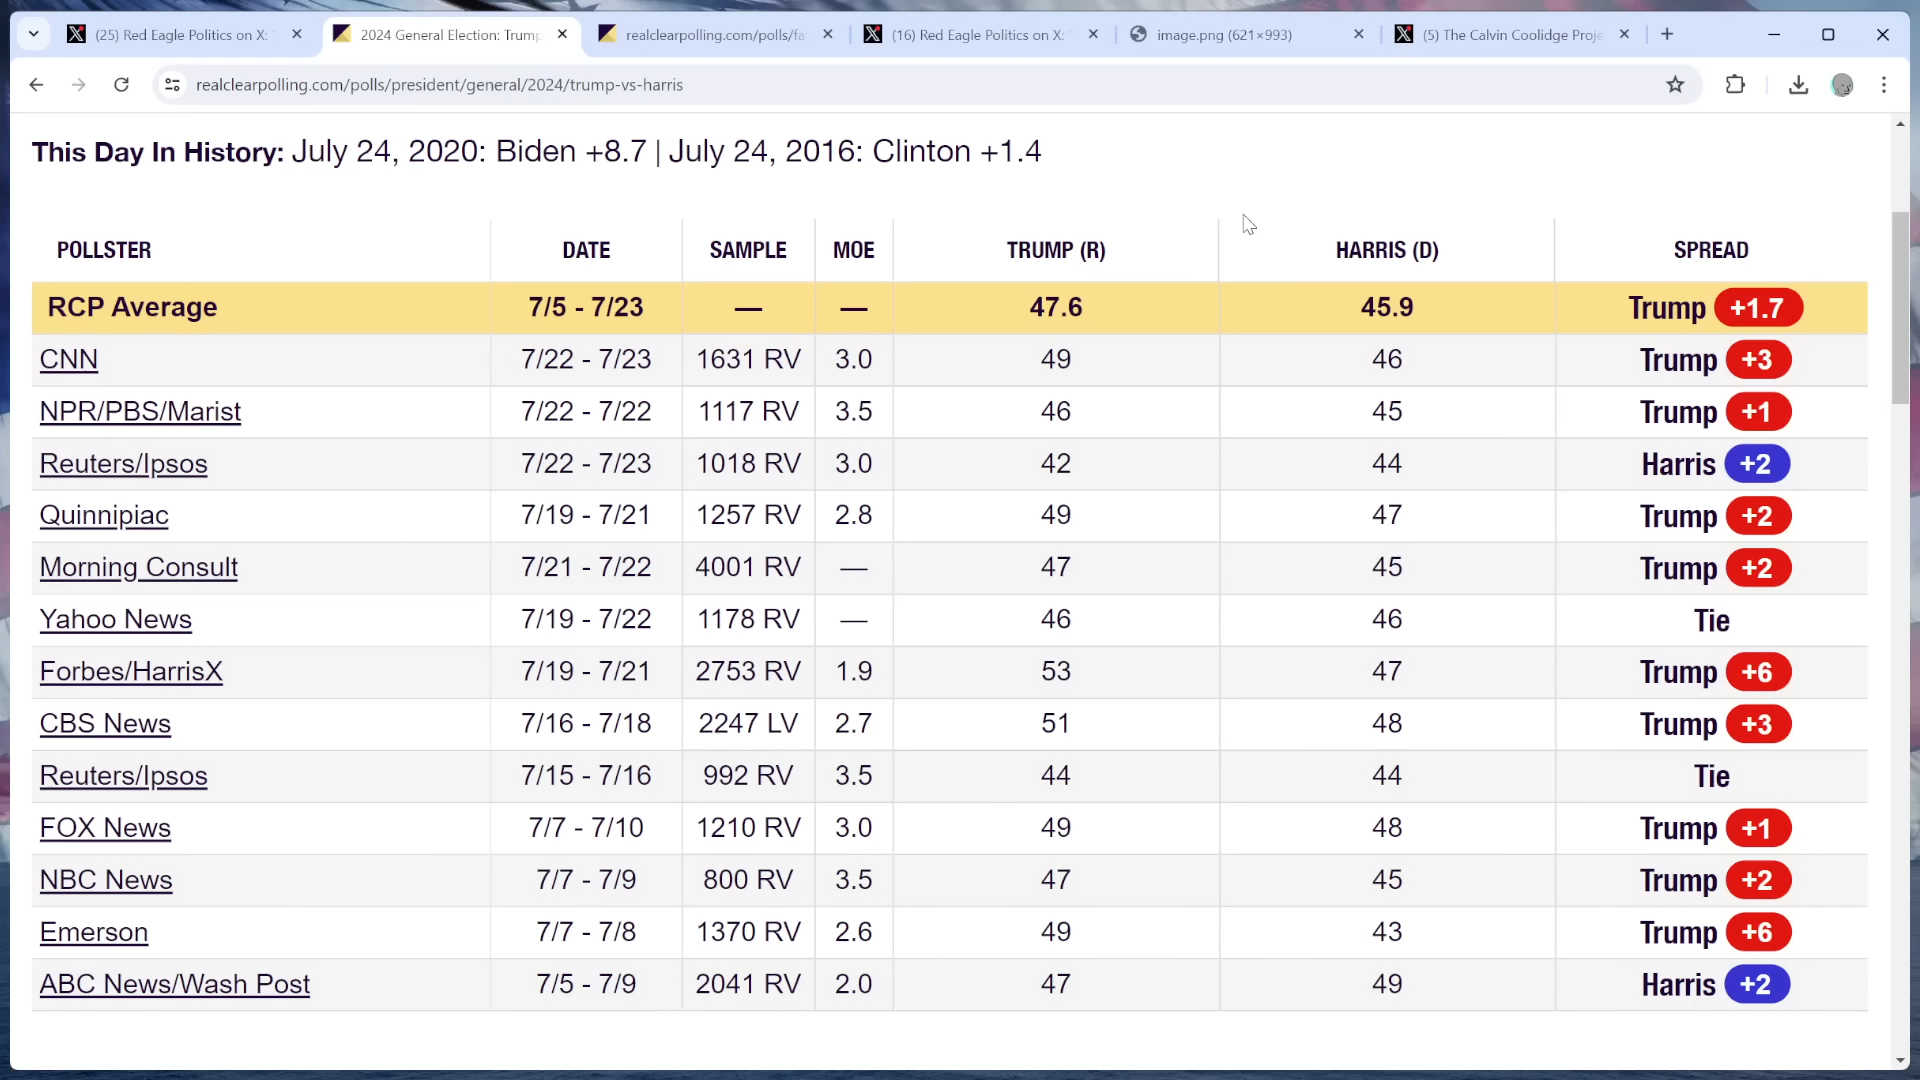 (25) Red Eagle Politics on X:
2024 General Election: Trump
realclearpolling.com/polls/fa
(16) Red Eagle Politics on X:
image.png (621×993)
(5) The Calvin Coolidge Proje
realclearpolling.com/polls/president/general/2024/trump-vs-harris
This Day In History: July 24, 2020: Biden +8.7 | July 24, 2016: Clinton +1.4
POLLSTER DATE SAMPLE MOE TRUMP (R) HARRIS (D) SPREAD
RCP Average 7/5 - 7/23 — — 47.6 45.9 Trump +1.7
CNN 7/22 - 7/23 1631 RV 3.0 49 46 Trump +3
NPR/PBS/Marist 7/22 - 7/22 1117 RV 3.5 46 45 Trump +1
Reuters/Ipsos 7/22 - 7/23 1018 RV 3.0 42 44 Harris +2
Quinnipiac 7/19 - 7/21 1257 RV 2.8 49 47 Trump +2
Morning Consult 7/21 - 7/22 4001 RV — 47 45 Trump +2
Yahoo News 7/19 - 7/22 1178 RV — 46 46 Tie
Forbes/HarrisX 7/19 - 7/21 2753 RV 1.9 53 47 Trump +6
CBS News 7/16 - 7/18 2247 LV 2.7 51 48 Trump +3
Reuters/Ipsos 7/15 - 7/16 992 RV 3.5 44 44 Tie
FOX News 7/7 - 7/10 1210 RV 3.0 49 48 Trump +1
NBC News 7/7 - 7/9 800 RV 3.5 47 45 Trump +2
Emerson 7/7 - 7/8 1370 RV 2.6 49 43 Trump +6
ABC News/Wash Post 7/5 - 7/9 2041 RV 2.0 47 49 Harris +2